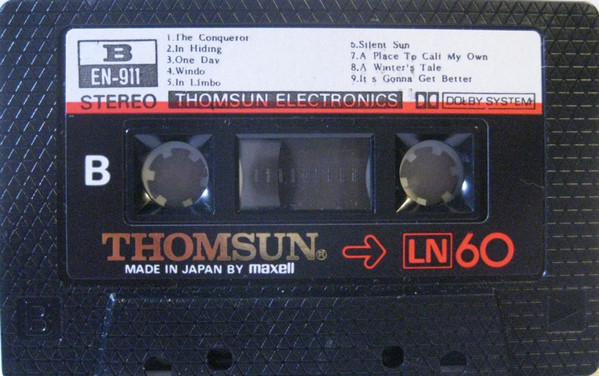 B
EN-911
1.The Conqueror
2.In Hiding
3.One Day
4.Windo
5.In Limbo
6.Silent Sun
7.A Place To Call My Own
8.A Winter's Tale
9.It s Gonna Get Better
STEREO THOMSUN ELECTRONICS DOLBY SYSTEM
B
THOMSUN® LN 60
MADE IN JAPAN BY maxell
B